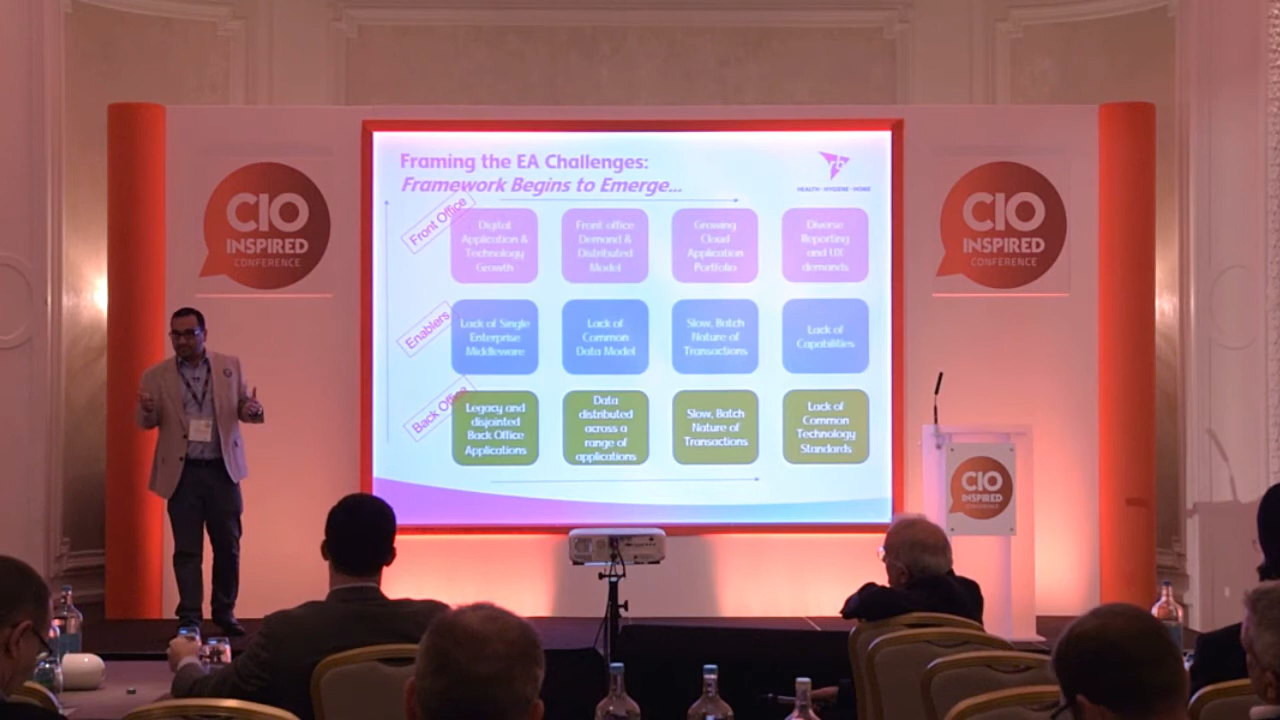 Framing the EA Challenges:
Framework Begins to Emerge...
rb
HEALTH • HYGIENE • HOME
Front Office
Digital
Application &
Technology
Growth
Front office
Demand &
Distributed
Model
Growing
Cloud
Application
Portfolio
Diverse
Reporting
and UX
demands
Enablers
Lack of Single
Enterprise
Middleware
Lack of
Common
Data Model
Slow, Batch
Nature of
Transactions
Lack of
Capabilities
Back Office
Legacy and
disjointed
Back Office
Applications
Data
distributed
across a
range of
applications
Slow, Batch
Nature of
Transactions
Lack of
Common
Technology
Standards
CIO
INSPIRED
CONFERENCE
CIO
INSPIRED
CONFERENCE
CIO
INSPIRED
CONFERENCE